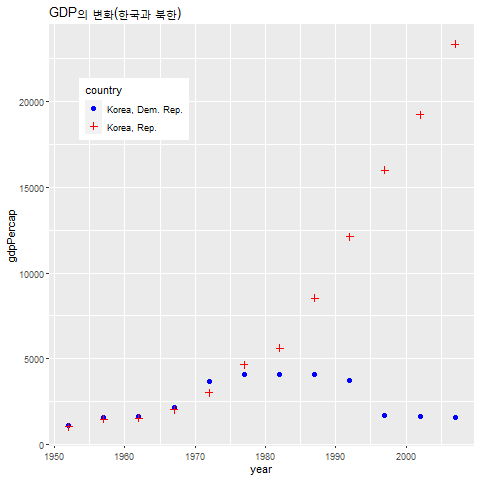 GDP의 변화(한국과 북한)
country
Korea, Dem. Rep.
Korea, Rep.
gdpPercap
20000
15000
10000
5000
0
1950 1960 1970 1980 1990 2000
year